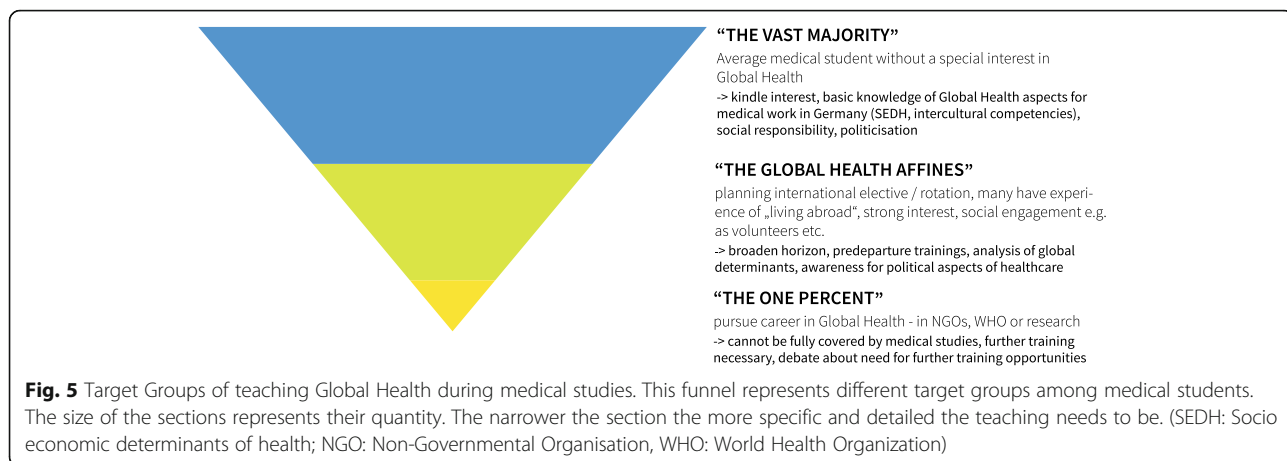 “THE VAST MAJORITY”
Average medical student without a special interest in
Global Health
-> kindle interest, basic knowledge of Global Health aspects for
medical work in Germany (SEDH, intercultural competencies),
social responsibility, politicisation
“THE GLOBAL HEALTH AFFINES”
planning international elective / rotation, many have experi-
ence of „living abroad“, strong interest, social engagement e.g.
as volunteers etc.
-> broaden horizon, predeparture trainings, analysis of global
determinants, awareness for political aspects of healthcare
“THE ONE PERCENT”
pursue career in Global Health - in NGOs, WHO or research
-> cannot be fully covered by medical studies, further training
necessary, debate about need for further training opportunities
Fig. 5 Target Groups of teaching Global Health during medical studies. This funnel represents different target groups among medical students.
The size of the sections represents their quantity. The narrower the section the more specific and detailed the teaching needs to be. (SEDH: Socio
economic determinants of health; NGO: Non-Governmental Organisation, WHO: World Health Organization)